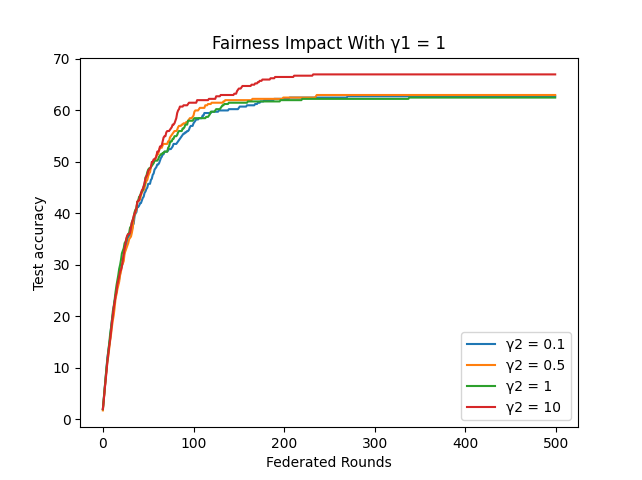 Fairness Impact With γ1 = 1
70
60
50
40
30
20
10
0
Test accuracy
0 100 200 300 400 500
Federated Rounds
γ2 = 0.1
γ2 = 0.5
γ2 = 1
γ2 = 10